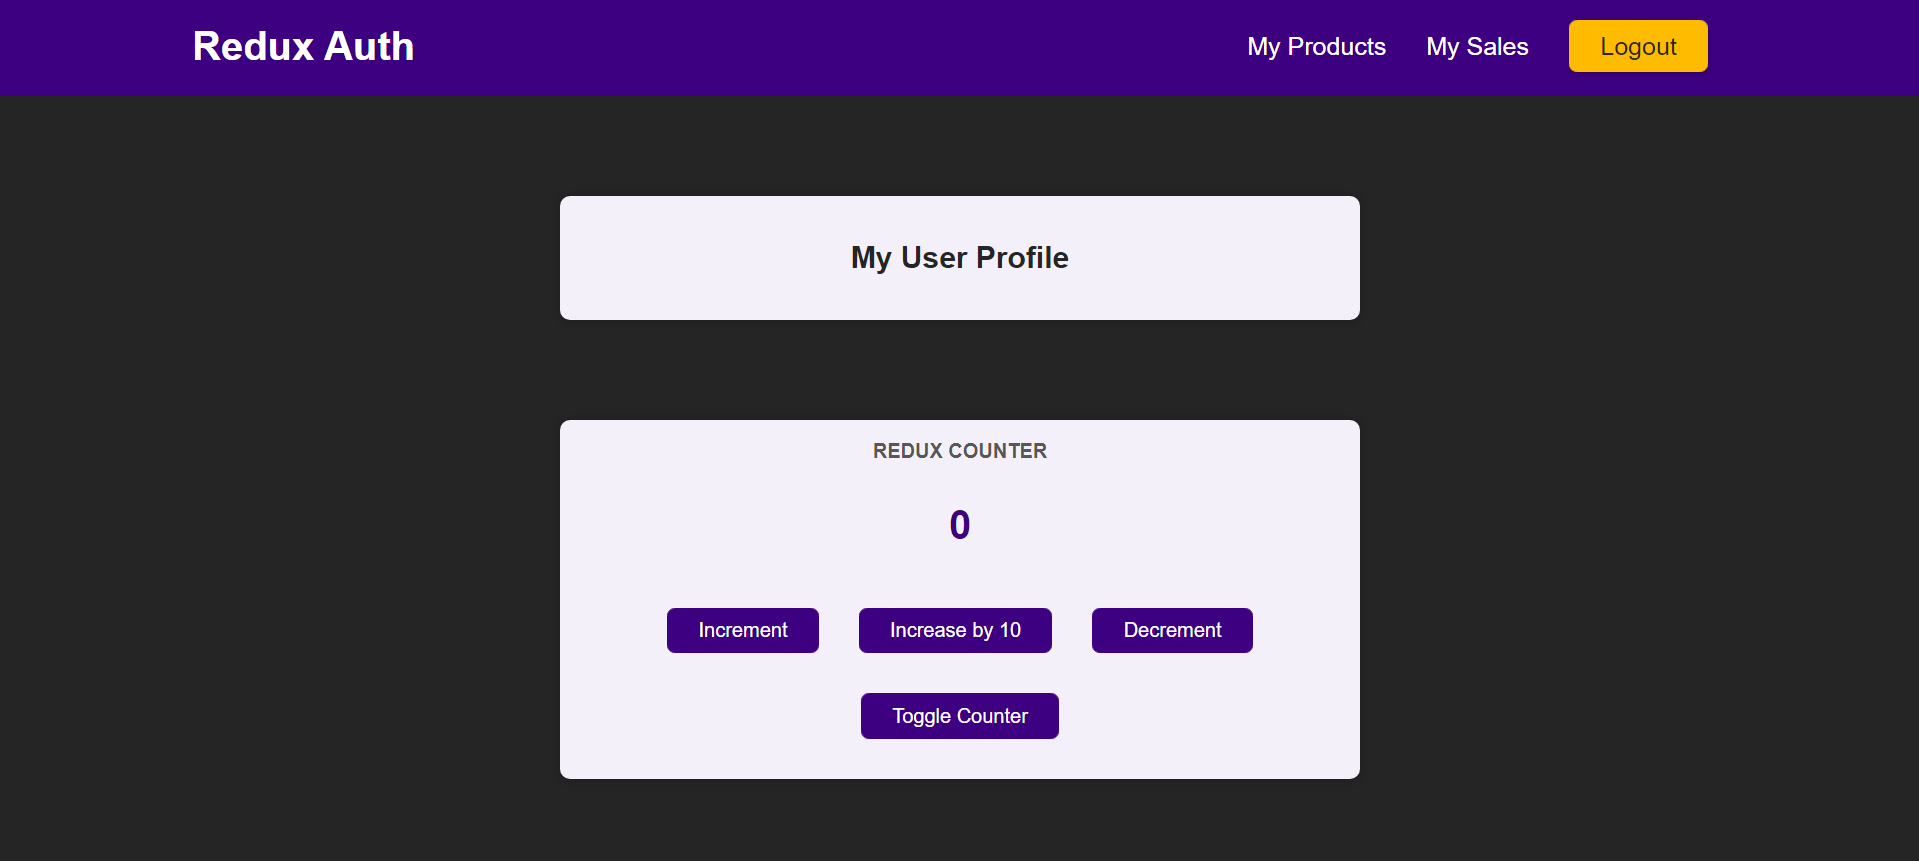 Redux Auth My Products My Sales Logout
My User Profile
REDUX COUNTER
0
Increment Increase by 10 Decrement
Toggle Counter